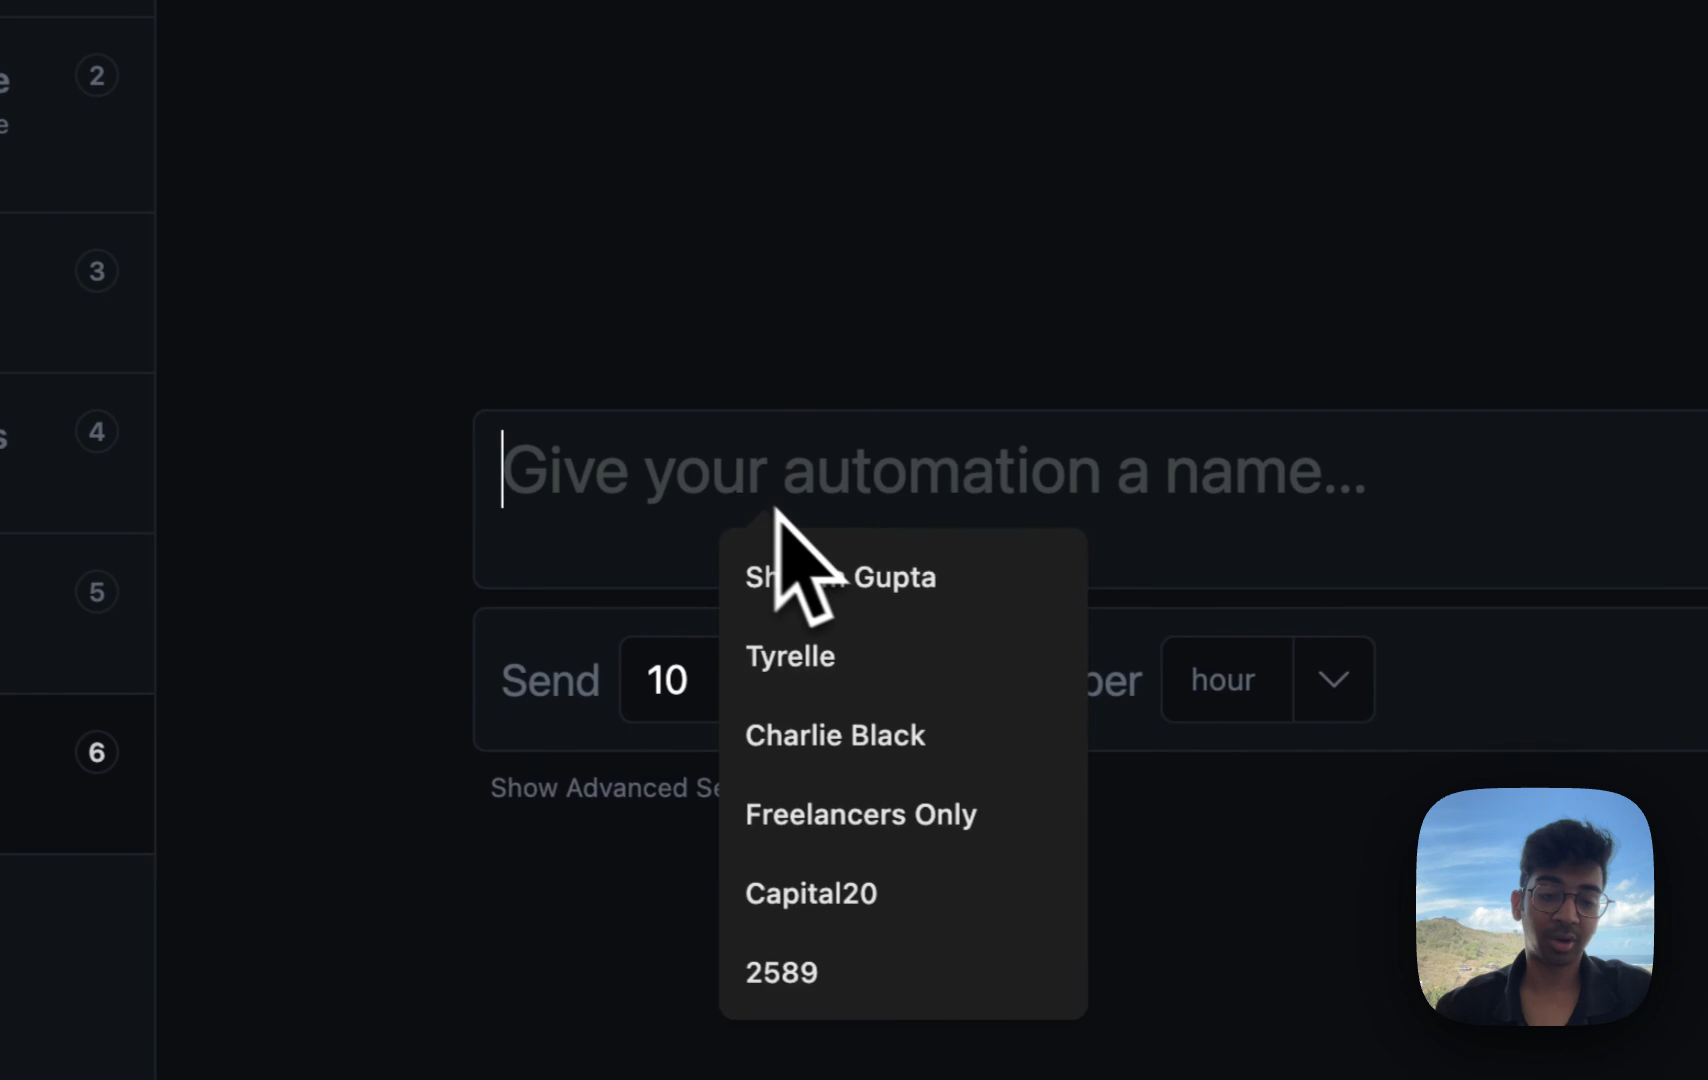 e
e
2
3
s
4
5
6
Give your automation a name...
Gupta
Tyrelle
Charlie Black
Freelancers Only
Capital20
2589
Send 10 per hour
Show Advanced